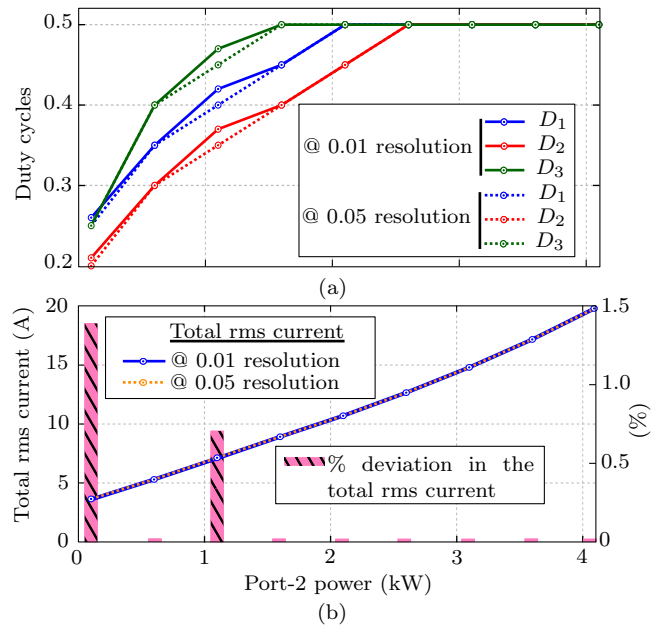 0.5
0.4
0.3
0.2
Duty cycles
@ 0.01 resolution
D1
D2
D3
@ 0.05 resolution
D1
D2
D3
(a)
20
15
10
5
0
Total rms current (A)
Total rms current
@ 0.01 resolution
@ 0.05 resolution
% deviation in the
total rms current
1.5
1.0
0.5
0
(%)
0 1 2 3 4
Port-2 power (kW)
(b)